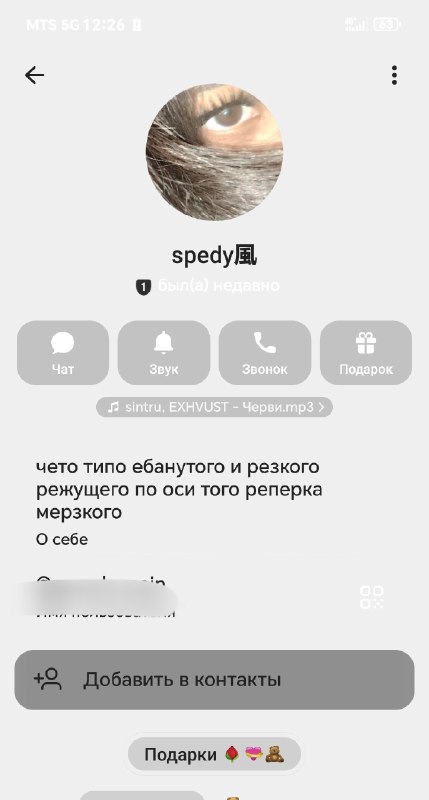 MTS 5G 12:26
63
spedy風
1 был(а) недавно
Чат
Звук
Звонок
Подарок
sintru, EXHVUST - Черви.mp3
чето типо ебанутого и резкого
режущего по оси того реперка
мерзкого
О себе
Добавить в контакты
Подарки